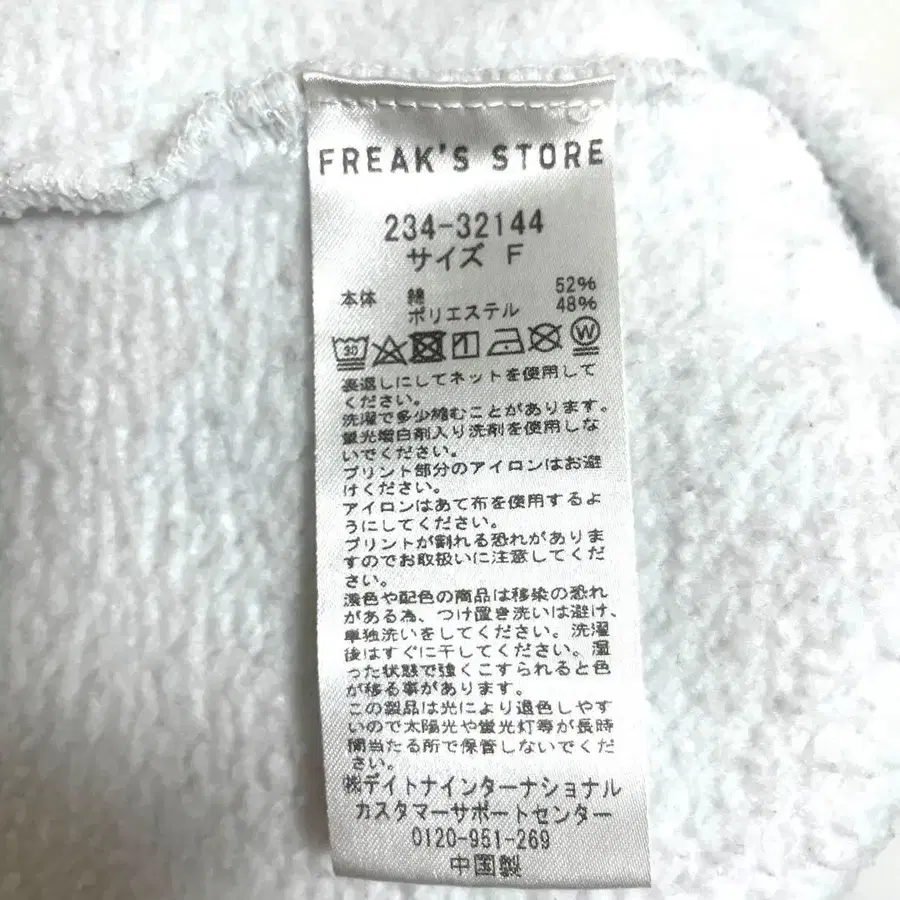 FREAK'S STORE
234-32144
サイズ F
本体 綿 52%
ポリエステル 48%
30
W
裏返しにしてネットを使用して
ください。
洗濯で多少縮むことがあります。
蛍光増白剤入り洗剤を使用しな
いでください。
プリント部分のアイロンはお避
けください。
アイロンはあて布を使用するよ
うにしてください。
プリントが割れる恐れがありま
すのでお取扱いに注意してくだ
さい。
濃色や配色の商品は移染の恐れ
がある為、つけ置き洗いは避け、
単独洗いをしてください。洗濯
後はすぐに干してください。湿
った状態で強くこすられると色
が移る事があります。
この製品は光により退色しやす
いので太陽光や蛍光灯等が長時
間当たる所で保管しないでくだ
さい。
㈱デイトナインターナショナル
カスタマーサポートセンター
0120-951-269
中国製